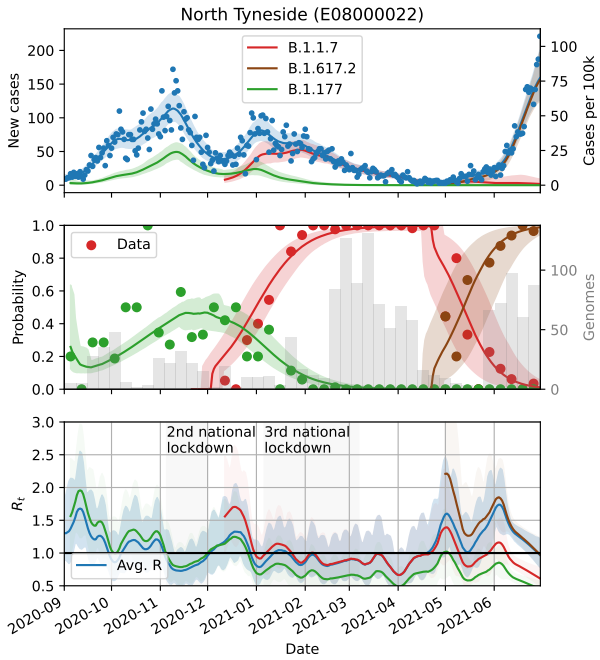 North Tyneside (E08000022)
New cases
200
150
100
50
0
B.1.1.7
B.1.617.2
B.1.177
100
75
50
25
0
Cases per 100k
Probability
1.0
0.8
0.6
0.4
0.2
0.0
Data
100
50
0
Genomes
R_t
3.0
2.5
2.0
1.5
1.0
0.5
2nd national
lockdown
3rd national
lockdown
Avg. R
2020-09
2020-10
2020-11
2020-12
2021-01
2021-02
2021-03
2021-04
2021-05
2021-06
Date